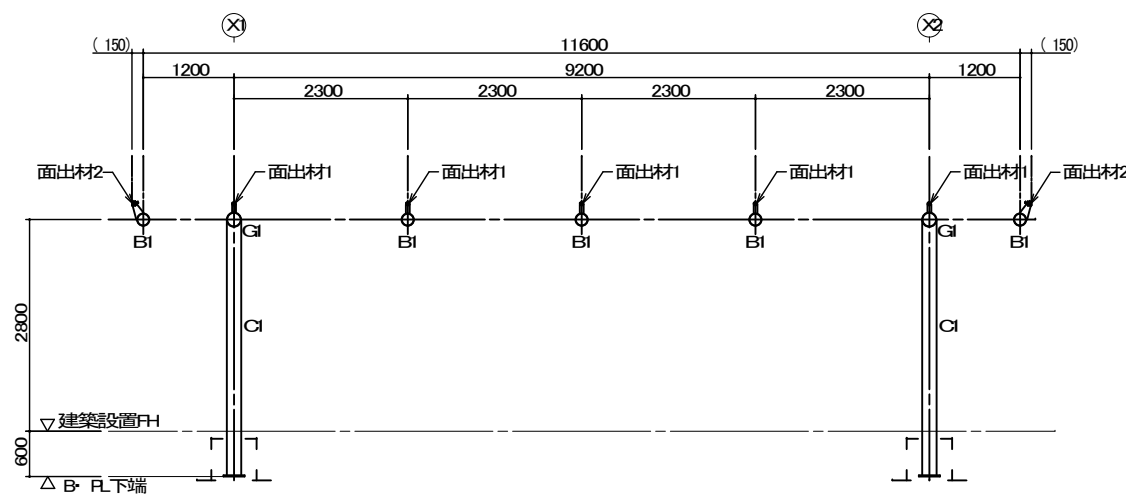 X1 X2
( 150) 11600 ( 150)
1200 9200 1200
2300 2300 2300 2300
面出材2 面出材1 面出材1 面出材1 面出材1 面出材1 面出材2
B1 G1 B1 B1 B1 G1 B1
2800 C1 C1
建築設置FH
600
B・PL下端